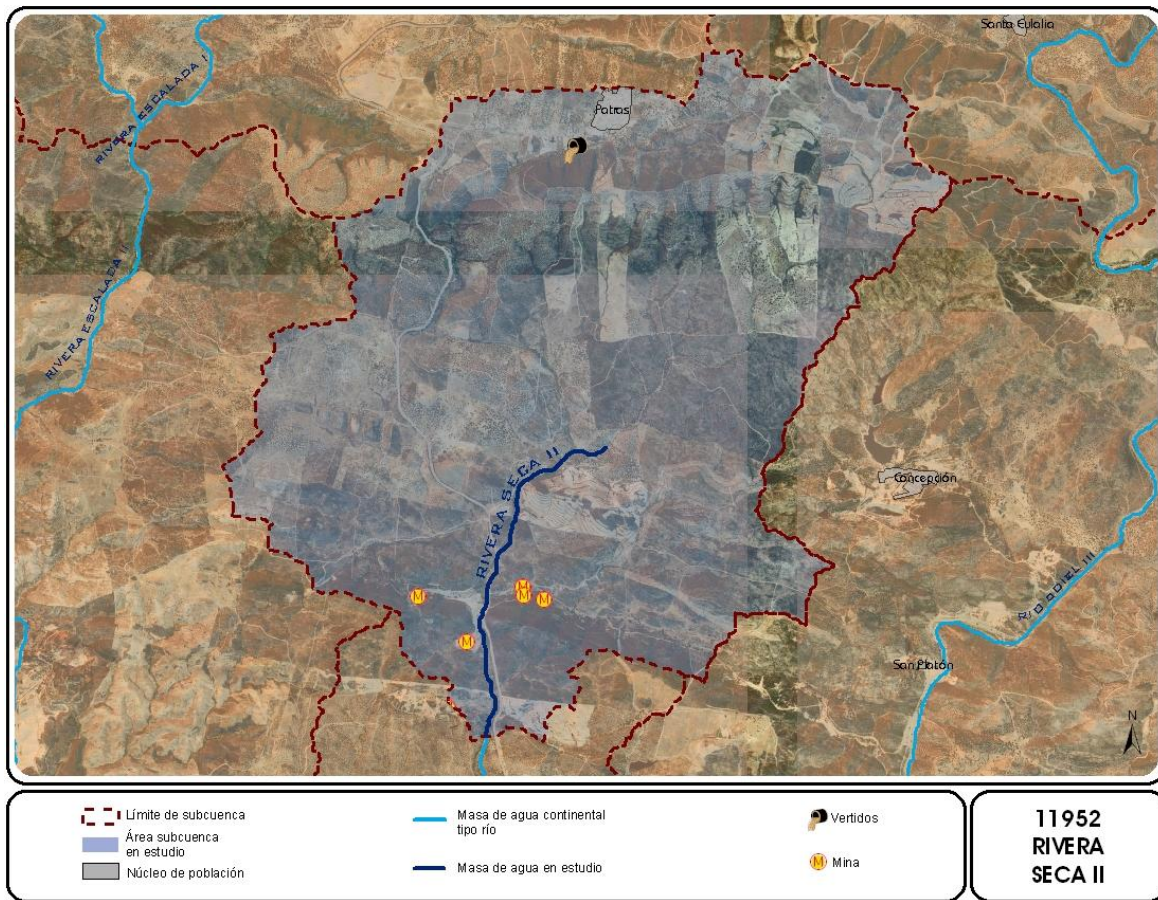 Santa Eulalia
Patras
RIVERA ESCALADA I
RIVERA ESCALADA II
RIVERA SECA II
Concepción
RIO ODIEL III
San Platón
M
M
M
M
M
N
Límite de subcuenca
Área subcuenca
en estudio
Núcleo de población
Masa de agua continental
tipo río
Masa de agua en estudio
Vertidos
M Mina
11952
RIVERA
SECA II